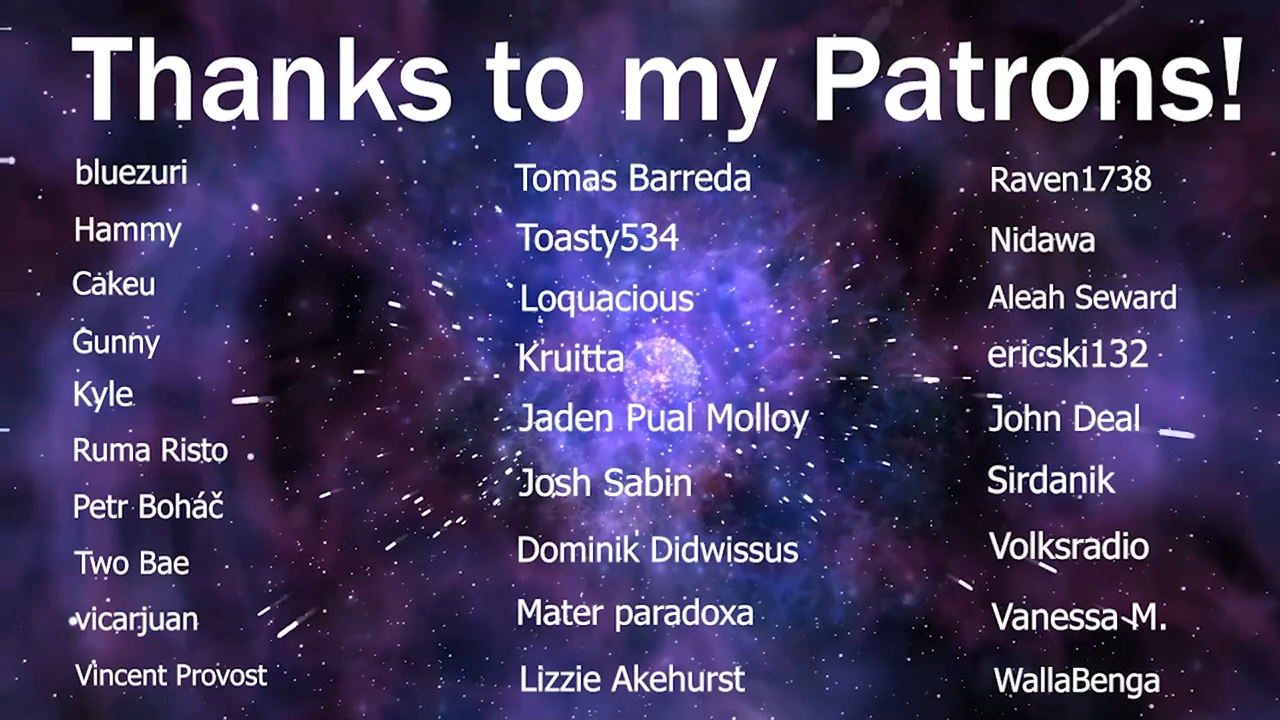 Thanks to my Patrons!
bluezuri
Hammy
Cakeu
Gunny
Kyle
Ruma Risto
Petr Boháč
Two Bae
vicarjuan
Vincent Provost
Tomas Barreda
Toasty534
Loquacious
Kruitta
Jaden Pual Molloy
Josh Sabin
Dominik Didwissus
Mater paradoxa
Lizzie Akehurst
Raven1738
Nidawa
Aleah Seward
ericski132
John Deal
Sirdanik
Volksradio
Vanessa M.
WallaBenga